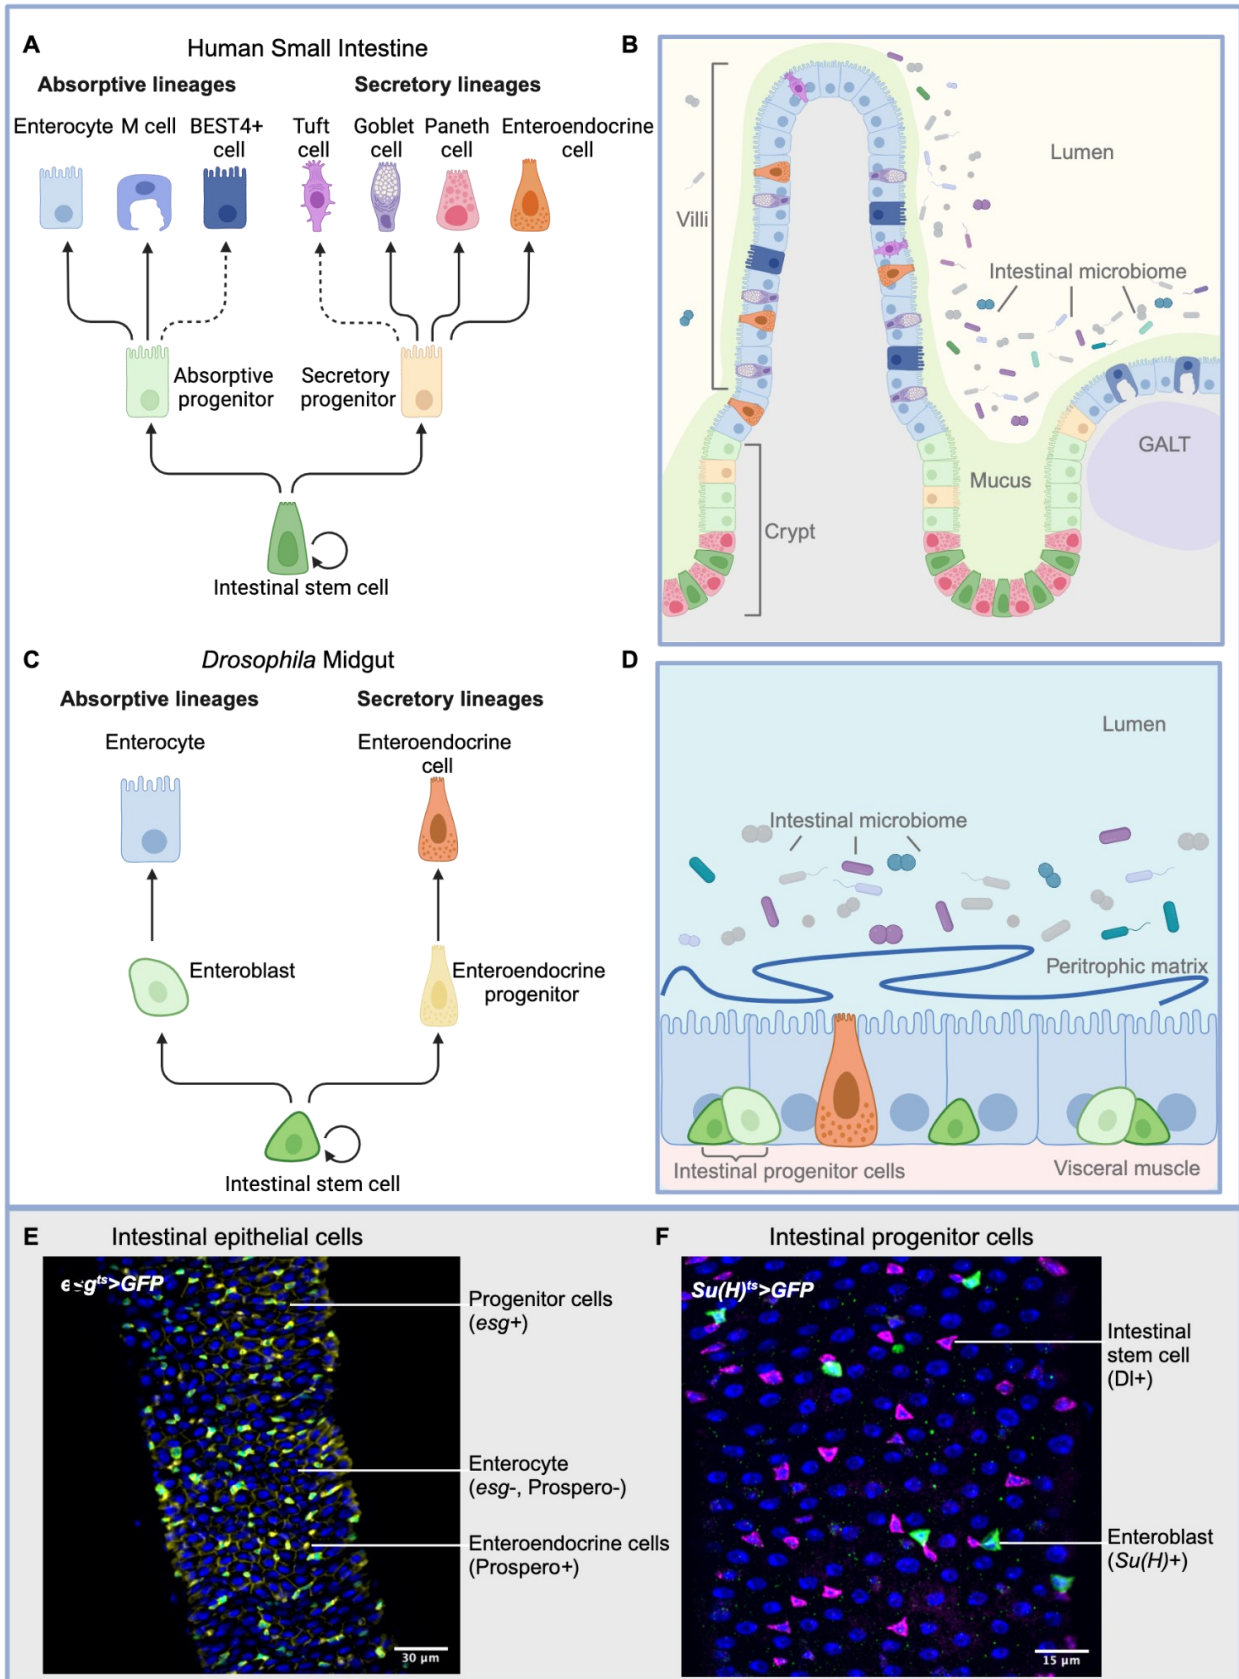 A
Human Small Intestine
Absorptive lineages
Secretory lineages
Enterocyte
M cell
BEST4+
cell
Tuft
cell
Goblet
cell
Paneth
cell
Enteroendocrine
cell
Absorptive
progenitor
Secretory
progenitor
Intestinal stem cell
B
Lumen
Villi
Intestinal microbiome
GALT
Mucus
Crypt
C
Drosophila Midgut
Absorptive lineages
Secretory lineages
Enterocyte
Enteroendocrine
cell
Enteroblast
Enteroendocrine
progenitor
Intestinal stem cell
D
Lumen
Intestinal microbiome
Peritrophic matrix
Intestinal progenitor cells
Visceral muscle
E
Intestinal epithelial cells
esgts>GFP
Progenitor cells
(esg+)
Enterocyte
(esg-, Prospero-)
Enteroendocrine cells
(Prospero+)
30 µm
F
Intestinal progenitor cells
Su(H)ts>GFP
Intestinal
stem cell
(Dl+)
Enteroblast
(Su(H)+)
15 µm